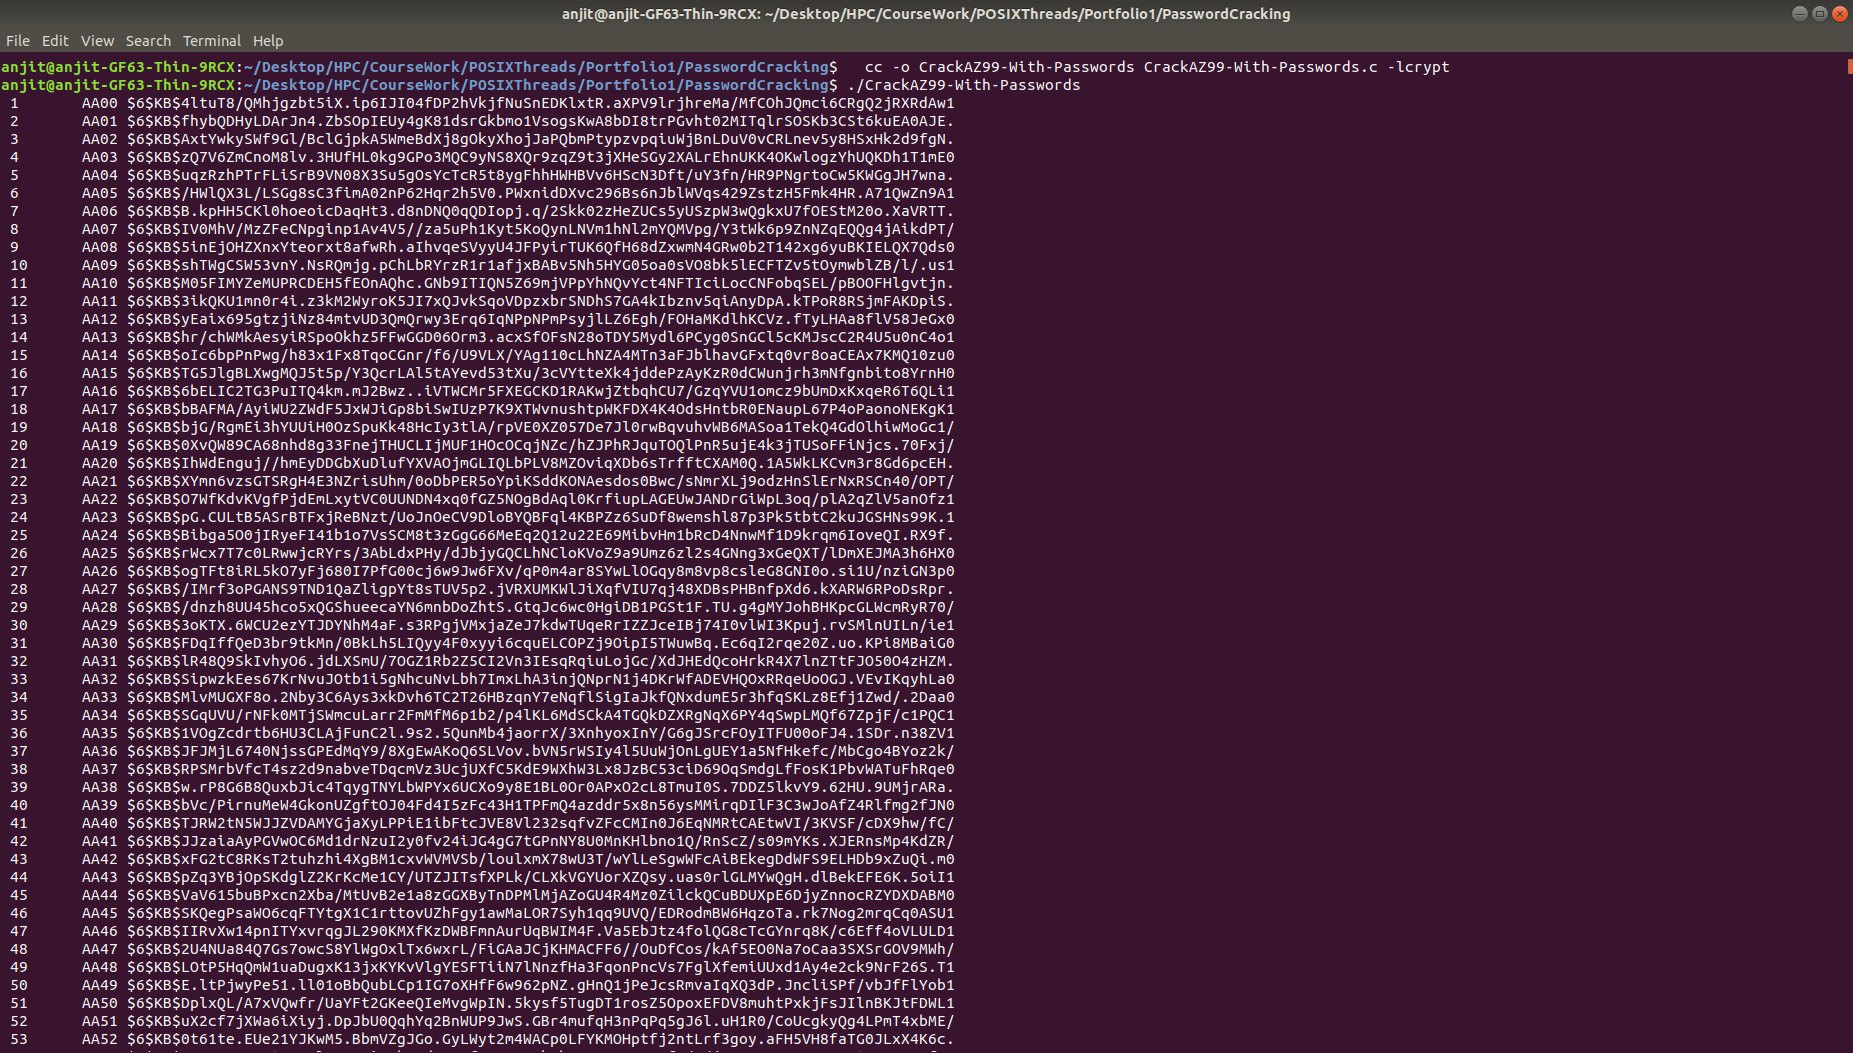 anjit@anjit-GF63-Thin-9RCX: ~/Desktop/HPC/CourseWork/POSIXThreads/Portfolio1/PasswordCracking
File Edit View Search Terminal Help
anjit@anjit-GF63-Thin-9RCX:~/Desktop/HPC/CourseWork/POSIXThreads/Portfolio1/PasswordCracking$ cc -o CrackAZ99-With-Passwords CrackAZ99-With-Passwords.c -lcrypt
anjit@anjit-GF63-Thin-9RCX:~/Desktop/HPC/CourseWork/POSIXThreads/Portfolio1/PasswordCracking$ ./CrackAZ99-With-Passwords
1 AA00 $6$KB$4ltuT8/QMhjgzbt5iX.ip6IJI04fDP2hVkjfNuSnEDKlxtR.aXPV9lrjhreMa/MfCOhJQmci6CRgQ2jRXRdAw1
2 AA01 $6$KB$fhybQDHyLDArJn4.ZbSOpIEUy4gK81dsrGkbmo1VsogsKwA8bDI8trPGvht02MITqlrSOSKb3CSt6kuEA0AJE.
3 AA02 $6$KB$AxtYwkySWf9Gl/BclGjpkA5WmeBdXj8gOkyXhojJaPQbmPtypzvpqiuWjBnLDuV0vCRLnev5y8HSxHk2d9fgN.
4 AA03 $6$KB$zQ7V6ZmCnoM8lv.3HUfHL0kg9GPo3MQC9yNS8XQr9zqZ9t3jXHeSGy2XALrEhnUKK4OKwlogzYhUQKDh1T1mE0
5 AA04 $6$KB$uqzRzhPTrFLiSrB9VN08X3Su5gOsYcTcR5t8ygFhhHWHBVv6HScN3Dft/uY3fn/HR9PNgrtoCw5KWGgJH7wna.
6 AA05 $6$KB$/HWlQX3L/LSGg8sC3fimA02nP62Hqr2h5V0.PWxnidDXvc296Bs6nJblWVqs429ZstzH5Fmk4HR.A71QwZn9A1
7 AA06 $6$KB$B.kpHH5CKl0hoeoicDaqHt3.d8nDNQ0qQDIopj.q/2Skk02zHeZUCs5yUSzpW3wQgkxU7fOEStM20o.XaVRTT.
8 AA07 $6$KB$IV0MhV/MzZFeCNpginp1Av4V5//za5uPh1Kyt5KoQynLNVm1hNl2mYQMVpg/Y3tWk6p9ZnNZqEQQg4jAikdPT/
9 AA08 $6$KB$5inEjOHZXnxYteorxt8afwRh.aIhvqeSVyyU4JFPyirTUK6QfH68dZxwmN4GRw0b2T142xg6yuBKIELQX7Qds0
10 AA09 $6$KB$shTWgCSW53vnY.NsRQmjg.pChLbRYrzR1r1afjxBABv5Nh5HYG05oa0sVO8bk5lECFTZv5tOymwblZB/l/.us1
11 AA10 $6$KB$M05FIMYZeMUPRCDEH5fEOnAQhc.GNb9ITIQN5Z69mjVPpYhNQvYct4NFTIciLocCNFobqSEL/pBOOFHlgvtjn.
12 AA11 $6$KB$3ikQKU1mn0r4i.z3kM2WyroK5JI7xQJvkSqoVDpzxbrSNDhS7GA4kIbznv5qiAnyDpA.kTPoR8RSjmFAKDpiS.
13 AA12 $6$KB$yEaix695gtzjiNz84mtvUD3QmQrwy3Erq6IqNPpNPmPsyjlLZ6Egh/FOHaMKdlhKCVz.fTyLHAa8flV58JeGx0
14 AA13 $6$KB$hr/chWMkAesyiRSpoOkhz5FFwGGD06Orm3.acxSfOFsN28oTDY5Mydl6PCyg0SnGCl5cKMJscC2R4U5u0nC4o1
15 AA14 $6$KB$oIc6bpPnPwg/h83x1Fx8TqoCGnr/f6/U9VLX/YAg110cLhNZA4MTn3aFJblhavGFxtq0vr8oaCEAx7KMQ10zu0
16 AA15 $6$KB$TG5JlgBLXwgMQJ5t5p/Y3QcrLAl5tAYevd53tXu/3cVYtteXk4jddePzAyKzR0dCWunjrh3mNfgnbito8YrnH0
17 AA16 $6$KB$6bELIC2TG3PuITQ4km.mJ2Bwz..iVTWCMr5FXEGCKD1RAKwjZtbqhCU7/GzqYVU1omcz9bUmDxKxqeR6T6QLi1
18 AA17 $6$KB$bBAFMA/AyiWU2ZWdF5JxWJiGp8biSwIUzP7K9XTWvnushtpWKFDX4K4OdsHntbR0ENaupL67P4oPaonoNEKgK1
19 AA18 $6$KB$bjG/RgmEi3hYUUiH0OzSpuKk48HcIy3tlA/rpVE0XZ057De7Jl0rwBqvuhvWB6MASoa1TekQ4GdOlhiwMoGc1/
20 AA19 $6$KB$0XvQW89CA68nhd8g33FnejTHUCLIjMUF1HOcOCqjNZc/hZJPhRJquTOQlPnR5ujE4k3jTUSoFFiNjcs.70Fxj/
21 AA20 $6$KB$IhWdEnguj//hmEyDDGbXuDlufYXVAOjmGLIQLbPLV8MZOviqXDb6sTrfftCXAM0Q.1A5WkLKCvm3r8Gd6pcEH.
22 AA21 $6$KB$XYmn6vzsGTSRgH4E3NZrisUhm/0oDbPER5oYpiKSddKONAesdos0Bwc/sNmrXLj9odzHnSlErNxRSCn40/OPT/
23 AA22 $6$KB$O7WfKdvKVgfPjdEmLxytVC0UUNDN4xq0fGZ5NOgBdAql0KrfiupLAGEUwJANDrGiWpL3oq/plA2qZlV5anOfz1
24 AA23 $6$KB$pG.CULtB5ASrBTFxjReBNzt/UoJnOeCV9DloBYQBFql4KBPZz6SuDf8wemshl87p3Pk5tbtC2kuJGSHNs99K.1
25 AA24 $6$KB$Bibga5O0jIRyeFI41b1o7VsSCM8t3zGgG66MeEq2Q12u22E69MibvHm1bRcD4NnwMf1D9krqm6IoveQI.RX9f.
26 AA25 $6$KB$rWcx7T7c0LRwwjcRYrs/3AbLdxPHy/dJbjyGQCLhNCloKVoZ9a9Umz6zl2s4GNng3xGeQXT/lDmXEJMA3h6HX0
27 AA26 $6$KB$ogTFt8iRL5kO7yFj680I7PfG00cj6w9Jw6FXv/qP0m4ar8SYwLlOGqy8m8vp8csleG8GNI0o.si1U/nziGN3p0
28 AA27 $6$KB$/IMrf3oPGANS9TND1QaZligpYt8sTUV5p2.jVRXUMKWlJiXqfVIU7qj48XDBsPHBnfpXd6.kXARW6RPoDsRpr.
29 AA28 $6$KB$/dnzh8UU45hco5xQGShueecaYN6mnbDoZhtS.GtqJc6wc0HgiDB1PGSt1F.TU.g4gMYJohBHKpcGLWcmRyR70/
30 AA29 $6$KB$3oKTX.6WCU2ezYTJDYNhM4aF.s3RPgjVMxjaZeJ7kdwTUqeRrIZZJceIBj74I0vlWI3Kpuj.rvSMlnUILn/ie1
31 AA30 $6$KB$FDqIffQeD3br9tkMn/0BkLh5LIQyy4F0xyyi6cquELCOPZj9OipI5TWuwBq.Ec6qI2rqe20Z.uo.KPi8MBaiG0
32 AA31 $6$KB$lR48Q9SkIvhyO6.jdLXSmU/7OGZ1Rb2Z5CI2Vn3IEsqRqiuLojGc/XdJHEdQcoHrkR4X7lnZTtFJO50O4zHZM.
33 AA32 $6$KB$SipwzkEes67KrNvuJOtb1i5gNhcuNvLbh7ImxLhA3injQNprN1j4DKrWfADEVHQOxRRqeUoOGJ.VEvIKqyhLa0
34 AA33 $6$KB$MlvMUGXF8o.2Nby3C6Ays3xkDvh6TC2T26HBzqnY7eNqflSigIaJkfQNxdumE5r3hfqSKLz8Efj1Zwd/.2Daa0
35 AA34 $6$KB$SGqUVU/rNFk0MTjSWmcuLarr2FmMfM6p1b2/p4lKL6MdSCkA4TGQkDZXRgNqX6PY4qSwpLMQf67ZpjF/c1PQC1
36 AA35 $6$KB$1VOgZcdrtb6HU3CLAjFunC2l.9s2.5QunMb4jaorrX/3XnhyoxInY/G6gJSrcFOyITFU00oFJ4.1SDr.n38ZV1
37 AA36 $6$KB$JFJMjL6740NjssGPEdMqY9/8XgEwAKoQ6SLVov.bVN5rWSIy4l5UuWjOnLgUEY1a5NfHkefc/MbCgo4BYoz2k/
38 AA37 $6$KB$RPSMrbVfcT4sz2d9nabveTDqcmVz3UcjUXfC5KdE9WXhW3Lx8JzBC53ciD69OqSmdgLfFosK1PbvWATuFhRqe0
39 AA38 $6$KB$w.rP8G6B8QuxbJic4TqygTNYLbWPYx6UCXo9y8E1BL0Or0APxO2cL8TmuI0S.7DDZ5lkvY9.62HU.9UMjrARa.
40 AA39 $6$KB$bVc/PirnuMeW4GkonUZgftOJ04Fd4I5zFc43H1TPFmQ4azddr5x8n56ysMMirqDIlF3C3wJoAfZ4Rlfmg2fJN0
41 AA40 $6$KB$TJRW2tN5WJJZVDAMYGjaXyLPPiE1ibFtcJVE8Vl232sqfvZFcCMIn0J6EqNMRtCAEtwVI/3KVSF/cDX9hw/fC/
42 AA41 $6$KB$JJzaiaAyPGVwOC6Md1drNzuI2y0fv24iJG4gG7tGPnNY8U0MnKHlbno1Q/RnScZ/s09mYKs.XJERnsMp4KdZR/
43 AA42 $6$KB$xFG2tC8RKsT2tuhzhi4XgBM1cxvWVMVSb/loulxmX78wU3T/wYlLeSgwWFcAiBEkegDdWFS9ELHDb9xZuQi.m0
44 AA43 $6$KB$pZq3YBjOpSKdglZ2KrKcMe1CY/UTZJITsfXPLk/CLXkVGYUorXZQsy.uas0rlGLMYwQgH.dlBekEFE6K.5oiI1
45 AA44 $6$KB$VaV615buBPxcn2Xba/MtUvB2e1a8zGGXByTnDPMlMjAZoGU4R4Mz0ZilckQCuBDUXpE6DjyZnnocRZYDXDABM0
46 AA45 $6$KB$SKQegPsaWO6cqFTYtgX1C1rttovUZhFgy1awMaLOR7Syh1qq9UVQ/EDRodmBW6HqzoTa.rk7Nog2mrqCq0ASU1
47 AA46 $6$KB$IIRvXw14pnITYxvrqgJL290KMXfKzDWBFmnAurUqBWIM4F.Va5EbJtz4folQG8cTcGYnrq8K/c6Eff4oVLULD1
48 AA47 $6$KB$2U4NUa84Q7Gs7owcS8YlWgOxlTx6wxrL/FiGAaJCjKHMACFF6//OuDfCos/kAf5EO0Na7oCaa3SXSrGOV9MWh/
49 AA48 $6$KB$LOtP5HqQmW1uaDugxK13jxKYKvVlgYESFTiiN7lNnzfHa3FqonPncVs7FglXfemiUUxd1Ay4e2ck9NrF26S.T1
50 AA49 $6$KB$E.ltPjwyPe51.ll01oBbQubLCp1IG7oXHfF6w962pNZ.gHnQ1jPeJcsRmvaIqXQ3dP.JncliSPf/vbJfFlYob1
51 AA50 $6$KB$DplxQL/A7xVQwfr/UaYFt2GKeeQIeMvgWpIN.5kysf5TugDT1rosZ5OpoxEFDV8muhtPxkjFsJIlnBKJtFDWL1
52 AA51 $6$KB$uX2cf7jXWa6iXiyj.DpJbU0QqhYq2BnWUP9JwS.GBr4mufqH3nPqPq5gJ6l.uH1R0/CoUcgkyQg4LPmT4xbME/
53 AA52 $6$KB$0t61te.EUe21YJKwM5.BbmVZgJGo.GyLWyt2m4WACp0LFYKMOHptfj2ntLrf3goy.aFH5VH8faTG0JLxX4K6c.